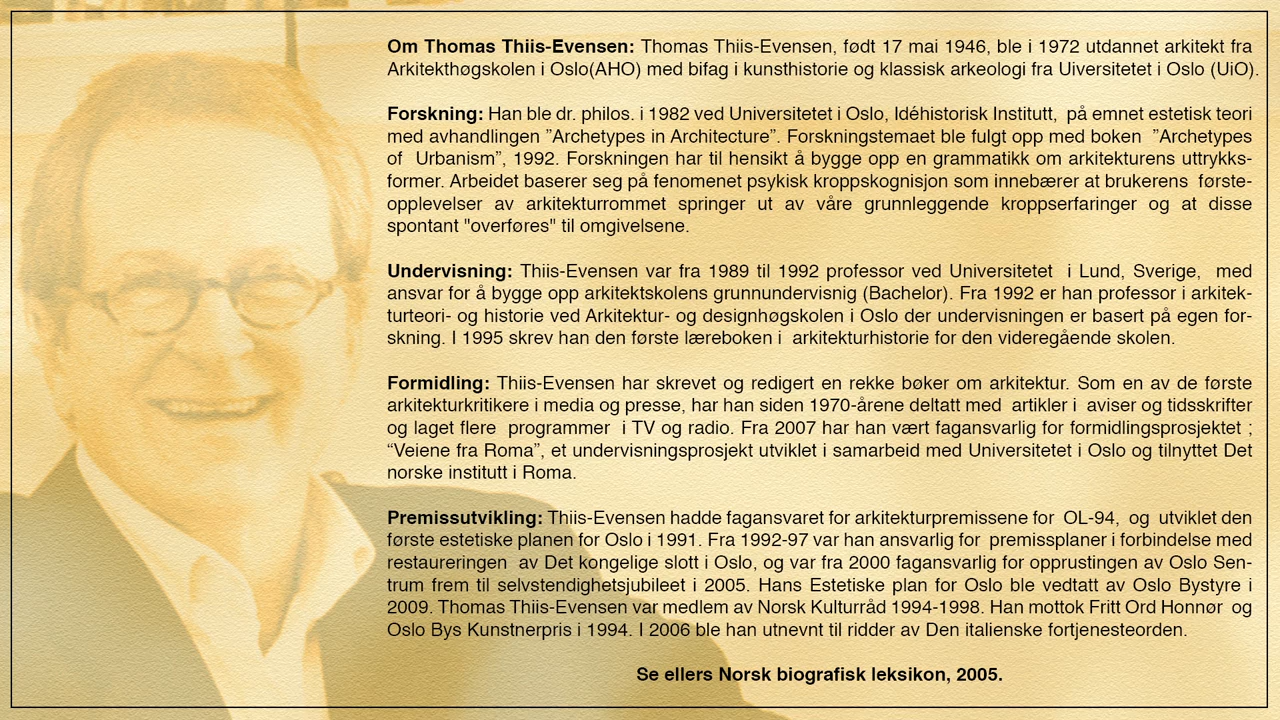 Om Thomas Thiis-Evensen: Thomas Thiis-Evensen, født 17 mai 1946, ble i 1972 utdannet arkitekt fra
Arkitekthøgskolen i Oslo(AHO) med bifag i kunsthistorie og klassisk arkeologi fra Uiversitetet i Oslo (UiO).
Forskning: Han ble dr. philos. i 1982 ved Universitetet i Oslo, Idéhistorisk Institutt, på emnet estetisk teori
med avhandlingen ”Archetypes in Architecture”. Forskningstemaet ble fulgt opp med boken ”Archetypes
of Urbanism”, 1992. Forskningen har til hensikt å bygge opp en grammatikk om arkitekturens uttrykks-
former. Arbeidet baserer seg på fenomenet psykisk kroppskognisjon som innebærer at brukerens første-
opplevelser av arkitekturrommet springer ut av våre grunnleggende kroppserfaringer og at disse
spontant "overføres" til omgivelsene.
Undervisning: Thiis-Evensen var fra 1989 til 1992 professor ved Universitetet i Lund, Sverige, med
ansvar for å bygge opp arkitektskolens grunnundervisnig (Bachelor). Fra 1992 er han professor i arkitek-
turteori- og historie ved Arkitektur- og designhøgskolen i Oslo der undervisningen er basert på egen for-
skning. I 1995 skrev han den første læreboken i arkitekturhistorie for den videregående skolen.
Formidling: Thiis-Evensen har skrevet og redigert en rekke bøker om arkitektur. Som en av de første
arkitekturkritikere i media og presse, har han siden 1970-årene deltatt med artikler i aviser og tidsskrifter
og laget flere programmer i TV og radio. Fra 2007 har han vært fagansvarlig for formidlingsprosjektet ;
“Veiene fra Roma”, et undervisningsprosjekt utviklet i samarbeid med Universitetet i Oslo og tilnyttet Det
norske institutt i Roma.
Premissutvikling: Thiis-Evensen hadde fagansvaret for arkitekturpremissene for OL-94, og utviklet den
første estetiske planen for Oslo i 1991. Fra 1992-97 var han ansvarlig for premissplaner i forbindelse med
restaureringen av Det kongelige slott i Oslo, og var fra 2000 fagansvarlig for opprustingen av Oslo Sen-
trum frem til selvstendighetsjubileet i 2005. Hans Estetiske plan for Oslo ble vedtatt av Oslo Bystyre i
2009. Thomas Thiis-Evensen var medlem av Norsk Kulturråd 1994-1998. Han mottok Fritt Ord Honnør og
Oslo Bys Kunstnerpris i 1994. I 2006 ble han utnevnt til ridder av Den italienske fortjenesteorden.
Se ellers Norsk biografisk leksikon, 2005.